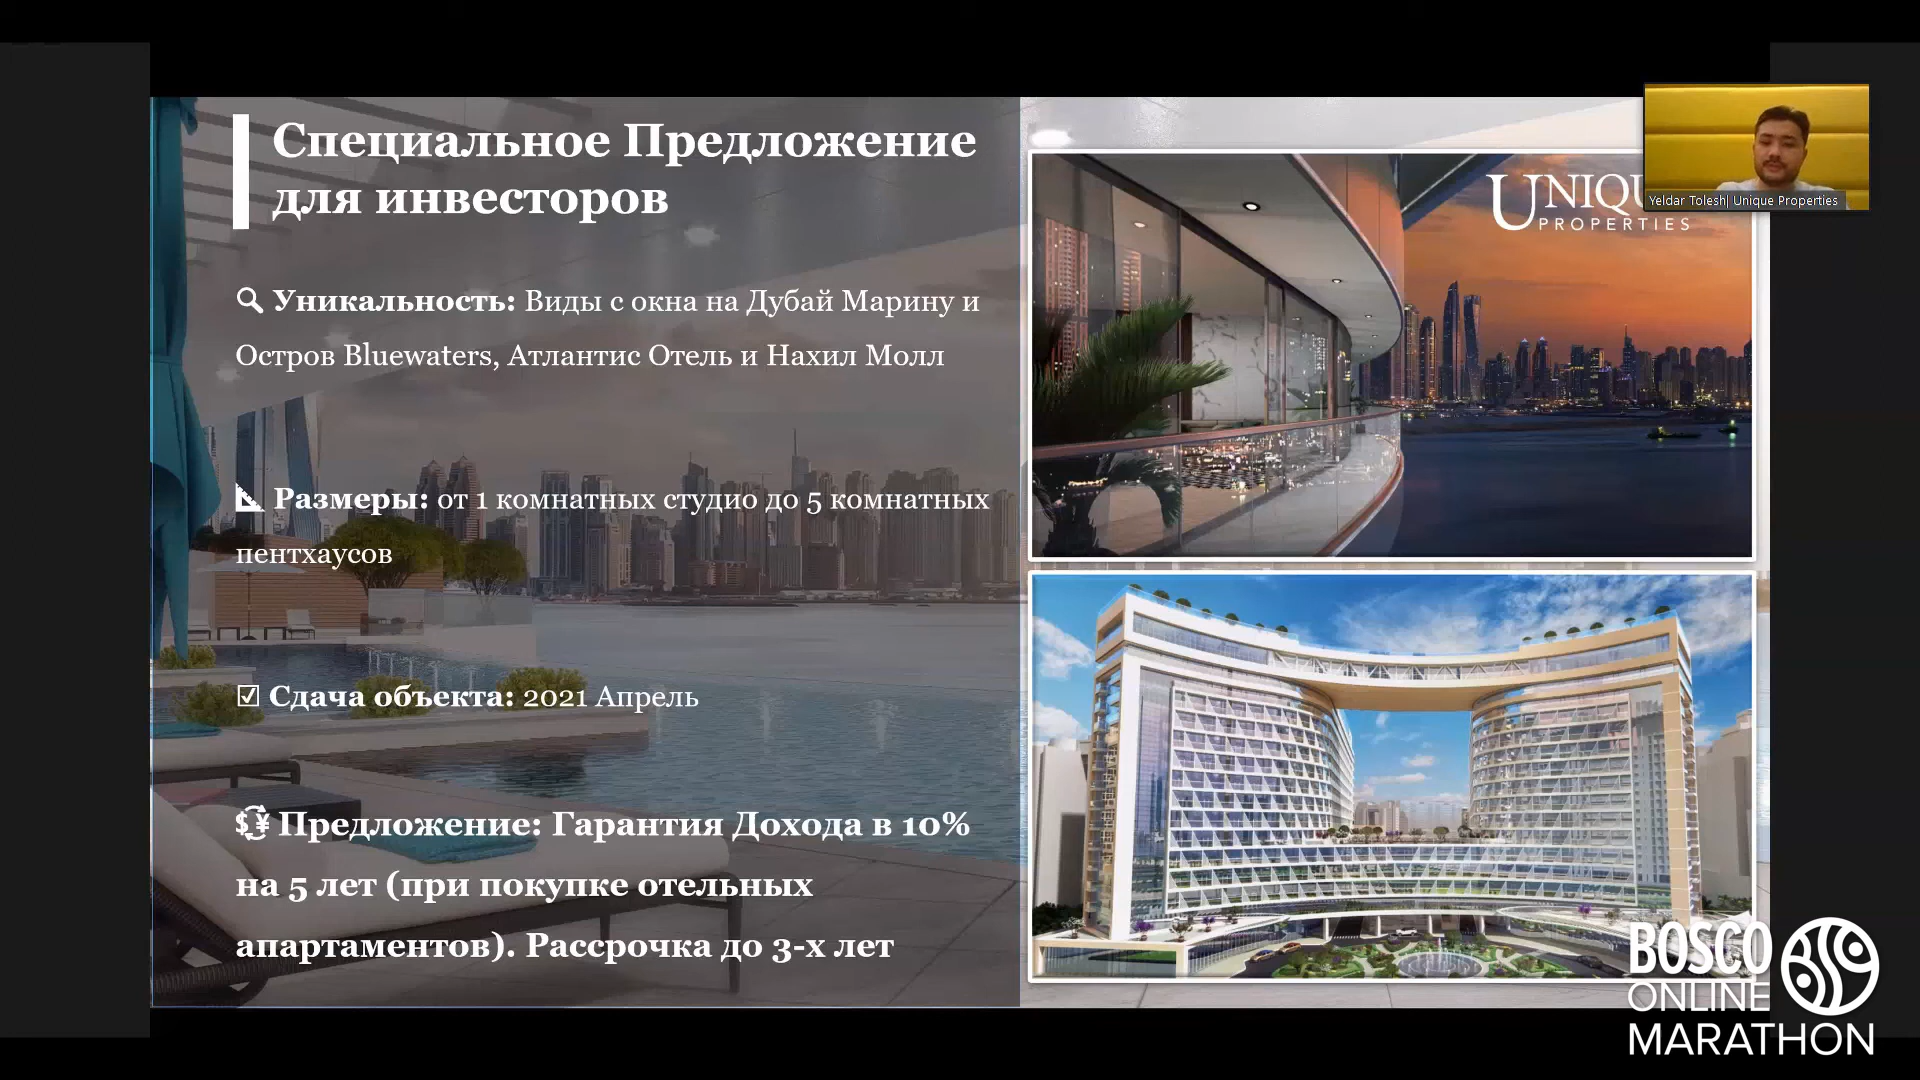 Специальное Предложение
для инвесторов
Уникальность: Виды с окна на Дубай Марину и
Остров Bluewaters, Атлантис Отель и Нахил Молл
Размеры: от 1 комнатных студио до 5 комнатных
пентхаусов
Сдача объекта: 2021 Апрель
Предложение: Гарантия Дохода в 10%
на 5 лет (при покупке отельных
апартаментов). Рассрочка до 3-х лет
UNIQU
PROPERTIES
Yeldar Tolesh| Unique Properties
BOSCO
ONLINE
MARATHON